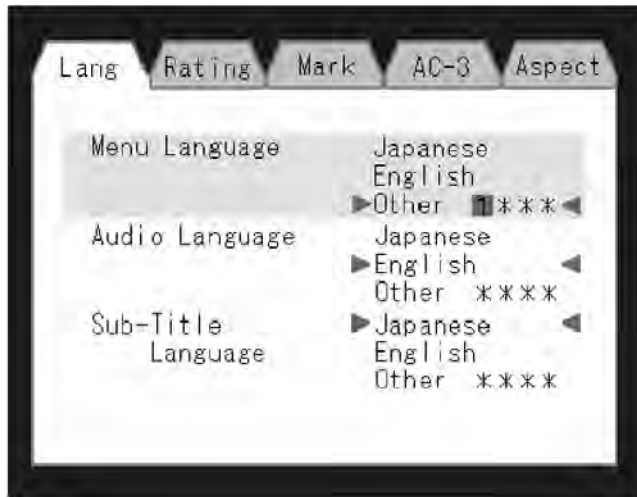 Lang Rating Mark AC-3 Aspect
Menu Language Japanese
English
▶Other 1***◀
Audio Language Japanese
▶English ◀
Other ****
Sub-Title ▶Japanese ◀
Language English
Other ****